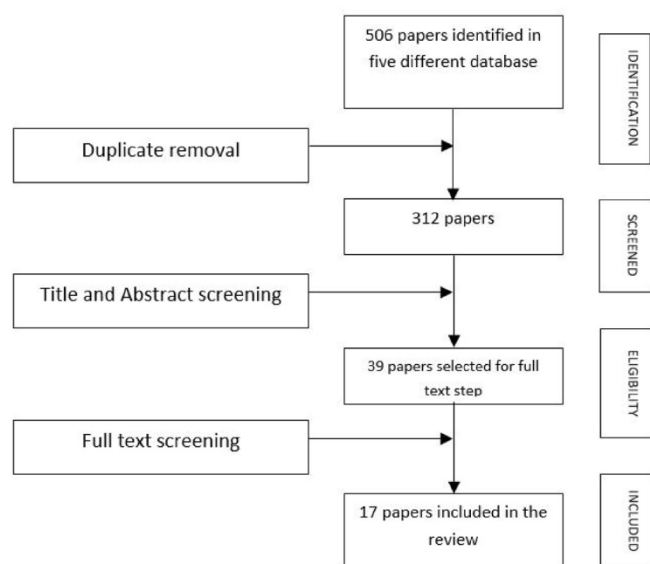 506 papers identified in
five different database
IDENTIFICATION
Duplicate removal
312 papers
SCREENED
Title and Abstract screening
39 papers selected for full
text step
ELIGIBILITY
Full text screening
17 papers included in the
review
INCLUDED